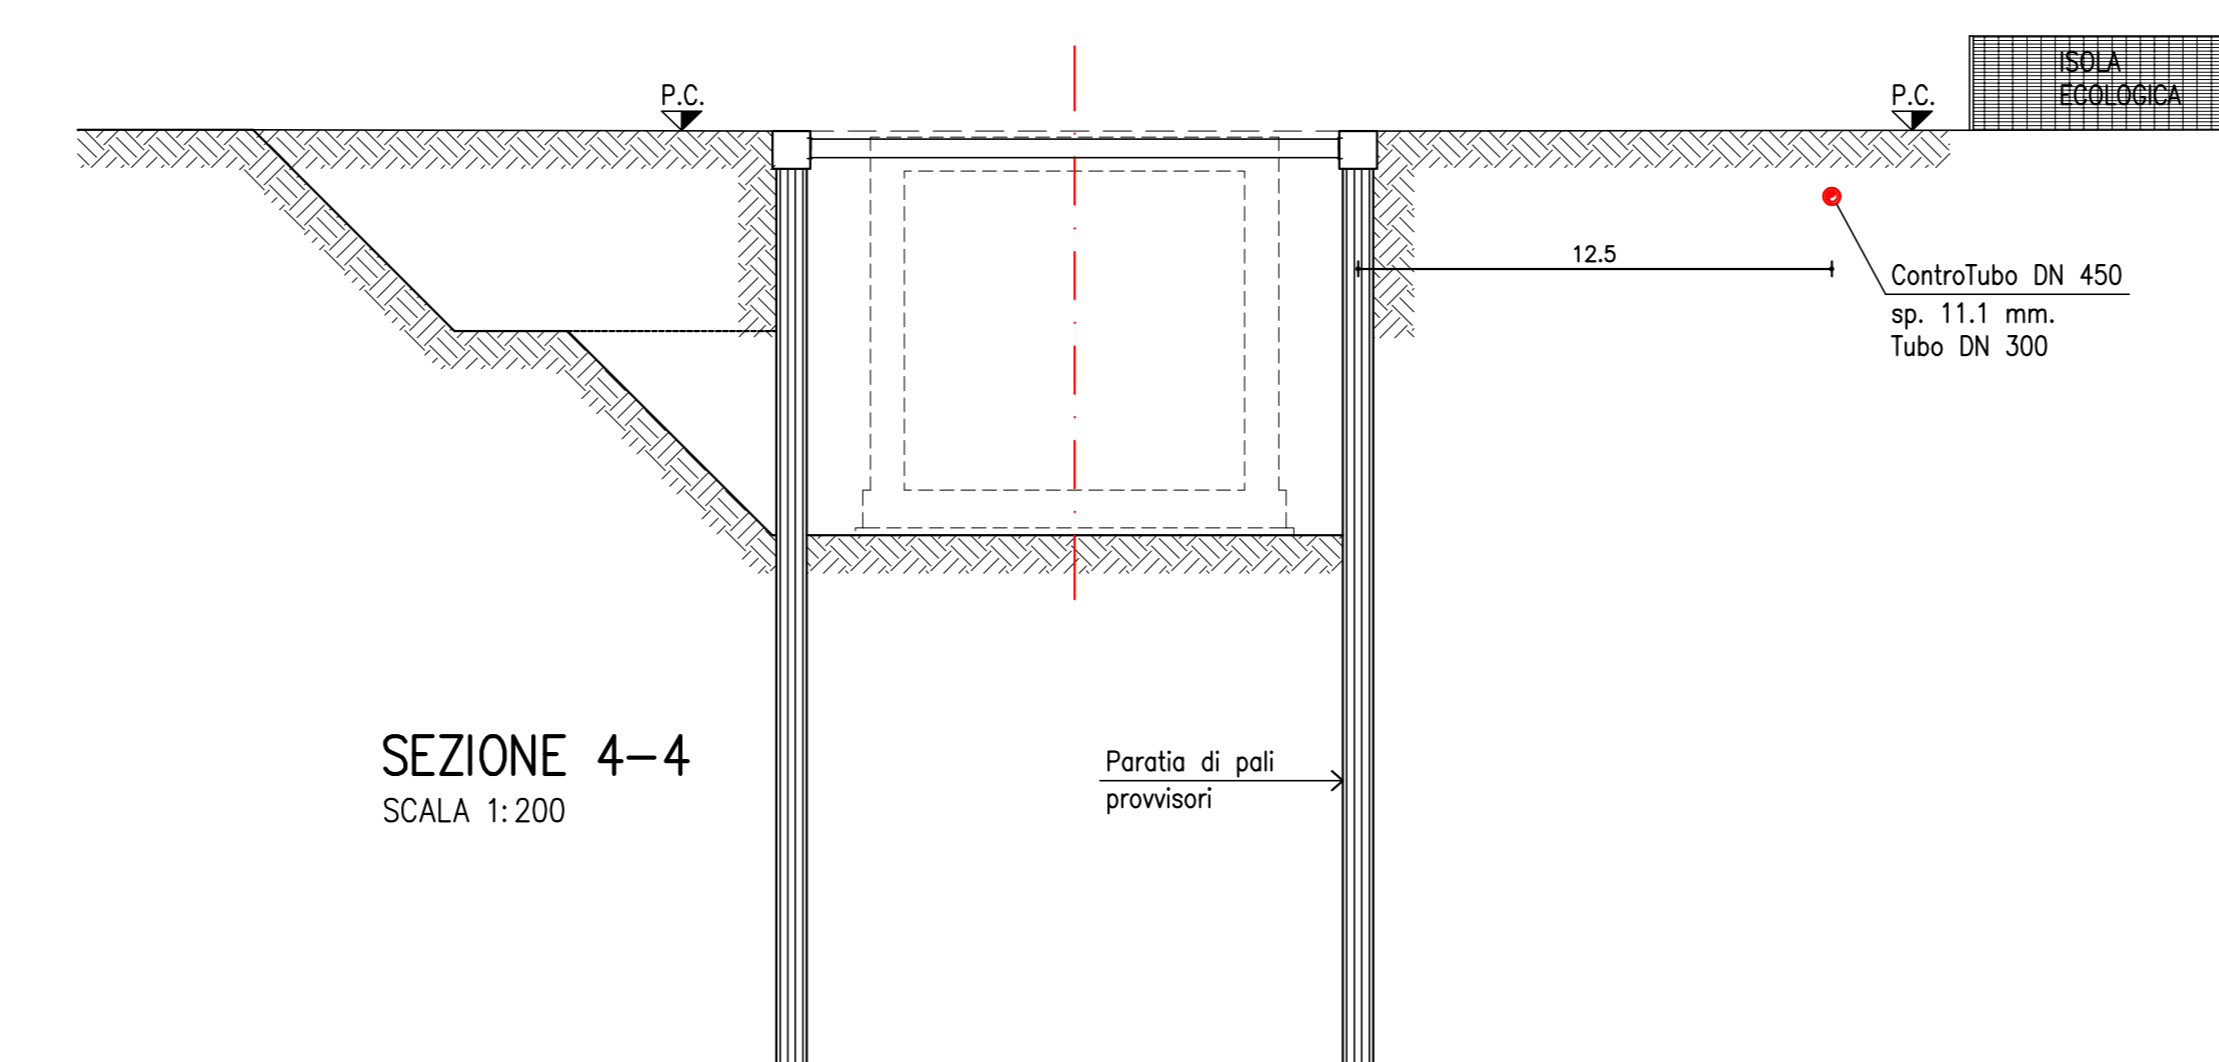 ISOLA
ECOLOGICA
P.C.
P.C.
12.5
ControTubo DN 450
sp. 11.1 mm.
Tubo DN 300
SEZIONE 4-4
SCALA 1:200
Paratia di pali
provvisori